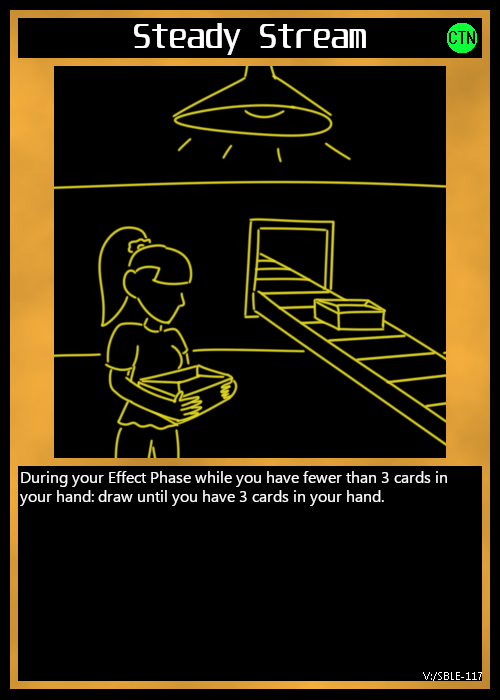 Steady Stream
CTN
During your Effect Phase while you have fewer than 3 cards in
your hand: draw until you have 3 cards in your hand.
V:/SBLE-117